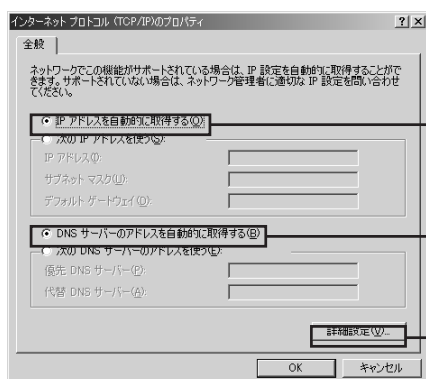 インターネット プロトコル (TCP/IP)のプロパティ
全般
ネットワークでこの機能がサポートされている場合は、IP 設定を自動的に取得することがで
きます。サポートされていない場合は、ネットワーク管理者に適切な IP 設定を問い合わせ
てください。
IP アドレスを自動的に取得する(O)
次の IP アドレスを使う(S):
IP アドレス(I):
サブネット マスク(U):
デフォルト ゲートウェイ(D):
DNS サーバーのアドレスを自動的に取得する(B)
次の DNS サーバーのアドレスを使う(E):
優先 DNS サーバー(P):
代替 DNS サーバー(A):
詳細設定(V)...
OK
キャンセル